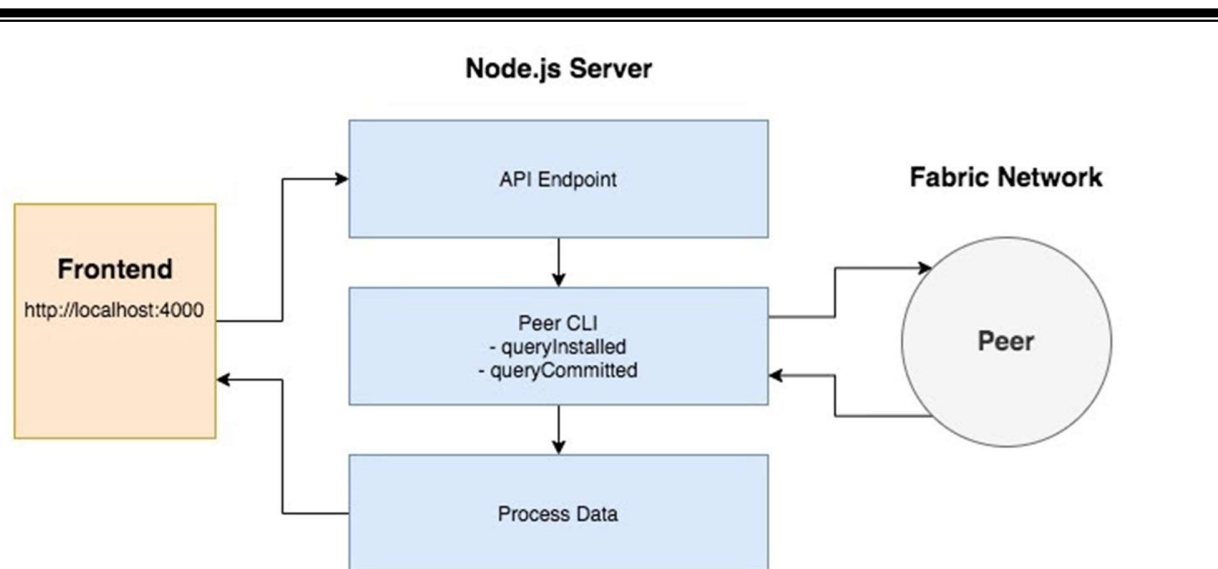 Node.js Server
API Endpoint
Fabric Network
Frontend
http://localhost:4000
Peer CLI
- queryInstalled
- queryCommitted
Peer
Process Data